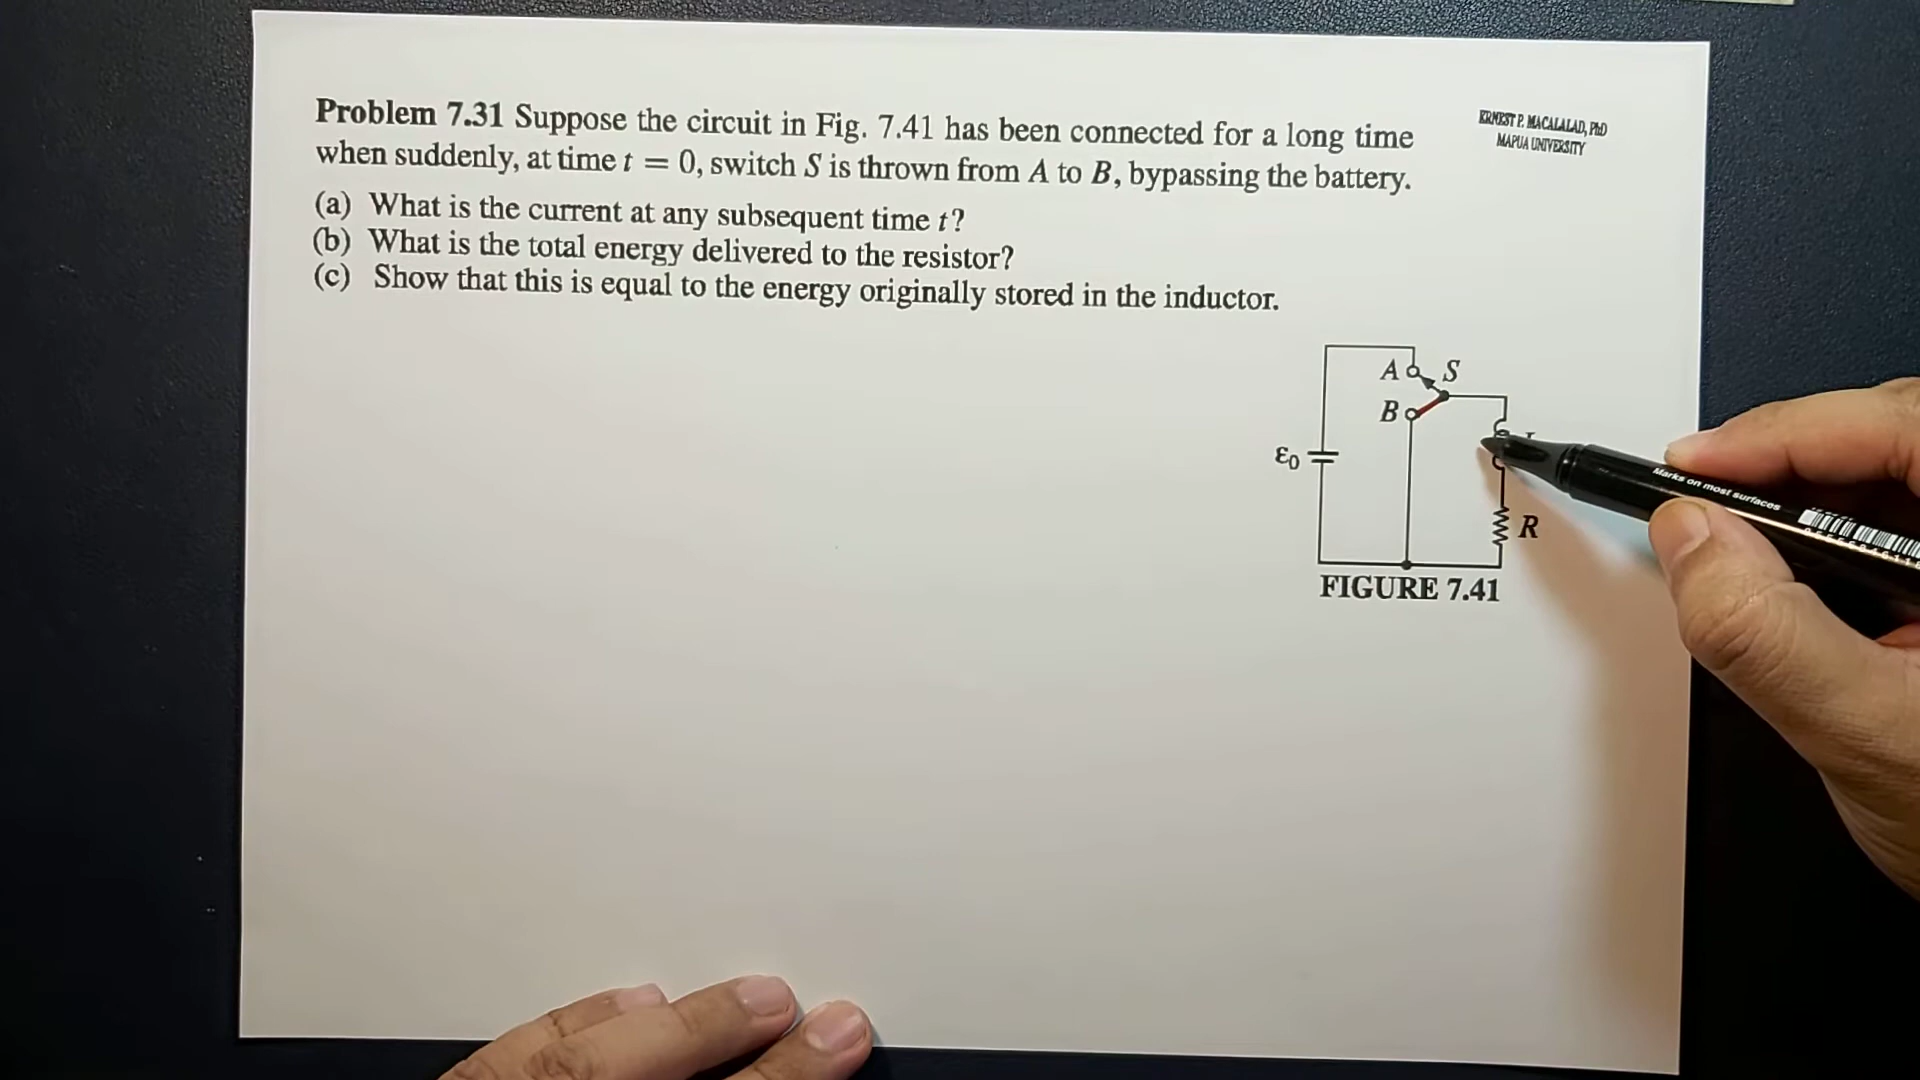 Problem 7.31 Suppose the circuit in Fig. 7.41 has been connected for a long time
when suddenly, at time t = 0, switch S is thrown from A to B, bypassing the battery.
(a) What is the current at any subsequent time t?
(b) What is the total energy delivered to the resistor?
(c) Show that this is equal to the energy originally stored in the inductor.
ERNEST P. MACALALAD, PhD
MAPUA UNIVERSITY
A S
B
ε0
R
FIGURE 7.41
Marks on most surfaces